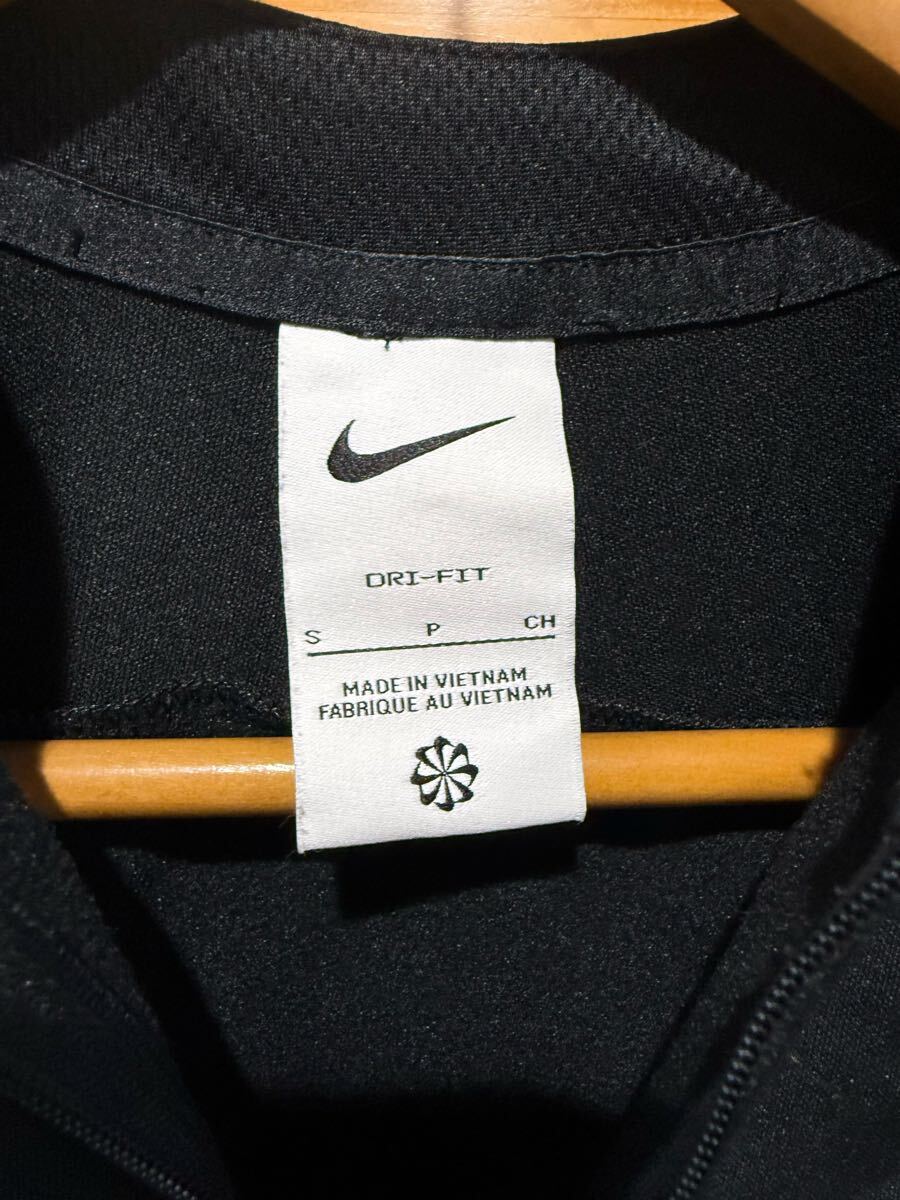 DRI-FIT
S P CH
MADE IN VIETNAM
FABRIQUE AU VIETNAM